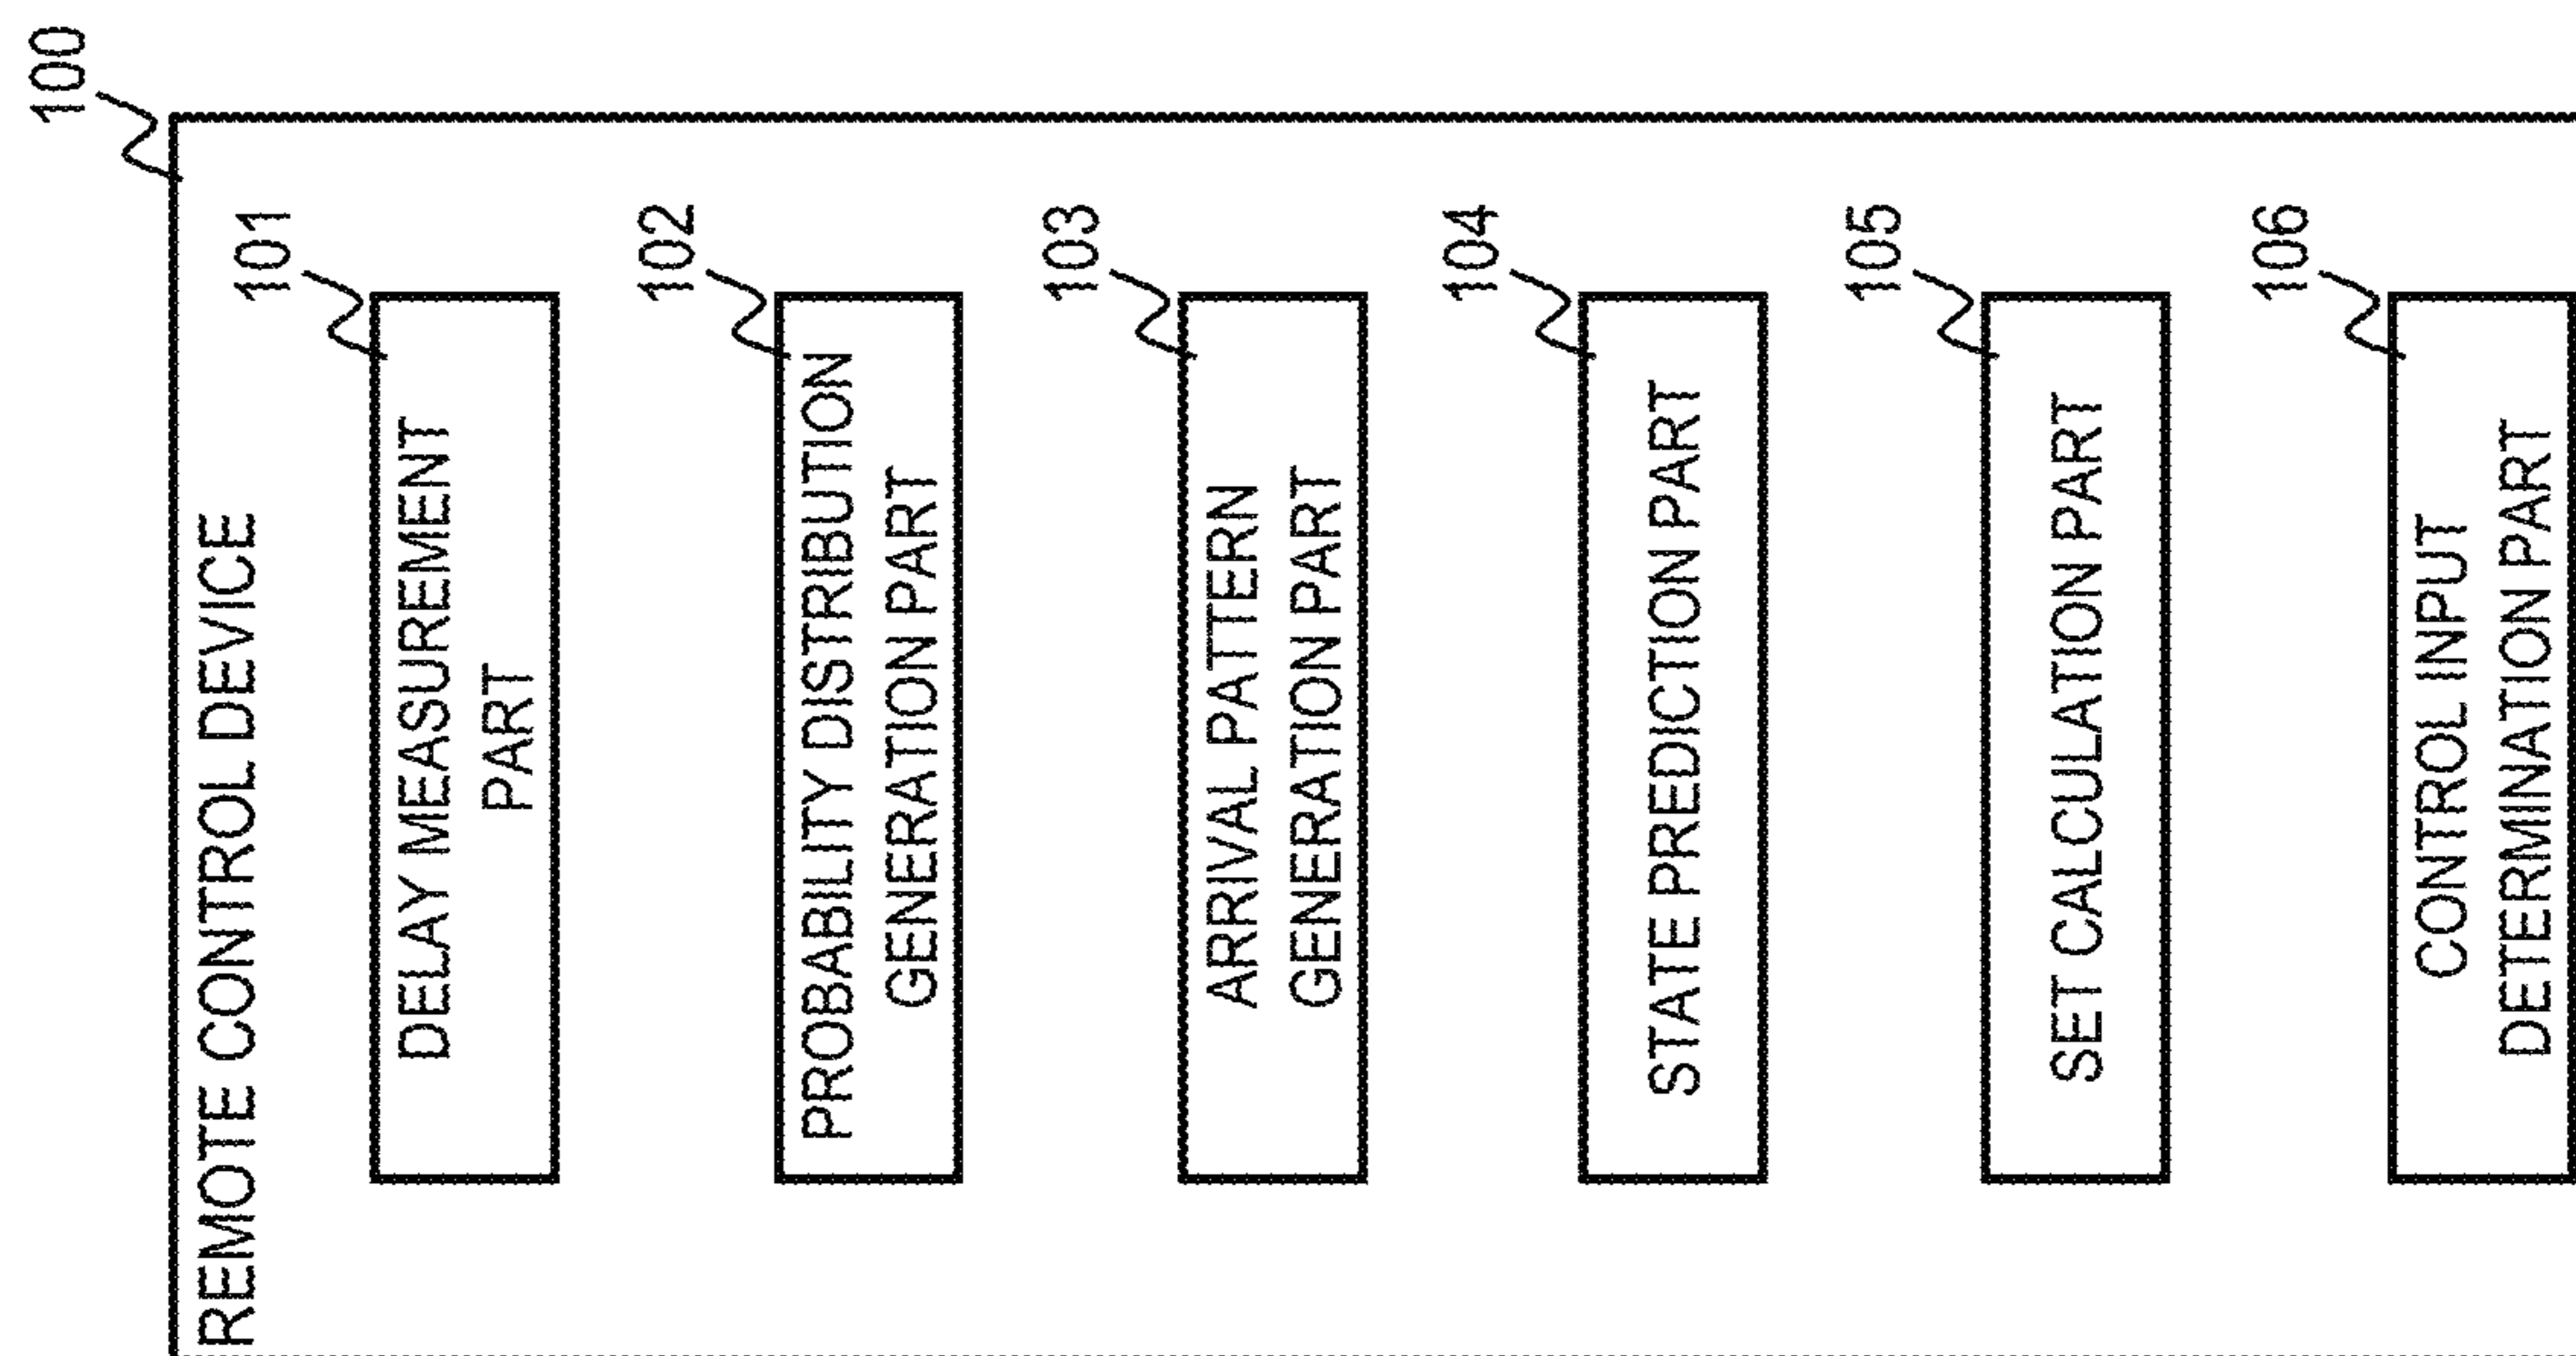 100
REMOTE CONTROL DEVICE
101
DELAY MEASUREMENT
PART
102
PROBABILITY DISTRIBUTION
GENERATION PART
103
ARRIVAL PATTERN
GENERATION PART
104
STATE PREDICTION PART
105
SET CALCULATION PART
106
CONTROL INPUT
DETERMINATION PART